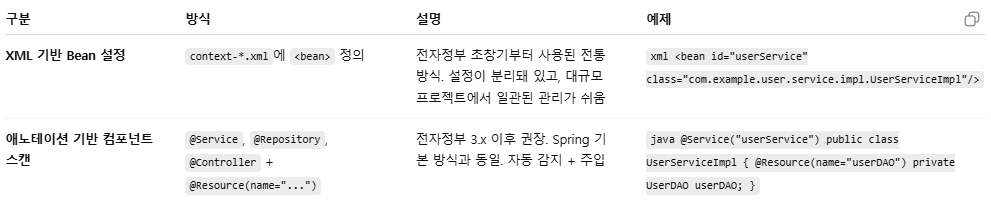 구분 방식 설명 예제
XML 기반 Bean 설정 context-*.xml 에 <bean> 정의 전자정부 초창기부터 사용된 전통 xml <bean id="userService"
방식. 설정이 분리돼 있고, 대규모 class="com.example.user.service.impl.UserServiceImpl"/>
프로젝트에서 일관된 관리가 쉬움
애노테이션 기반 컴포넌트 @Service, @Repository, 전자정부 3.x 이후 권장. Spring 기 java @Service("userService") public class
스캔 @Controller + 본 방식과 동일. 자동 감지 + 주입 UserServiceImpl { @Resource(name="userDAO") private
@Resource(name="...") UserDAO userDAO; }